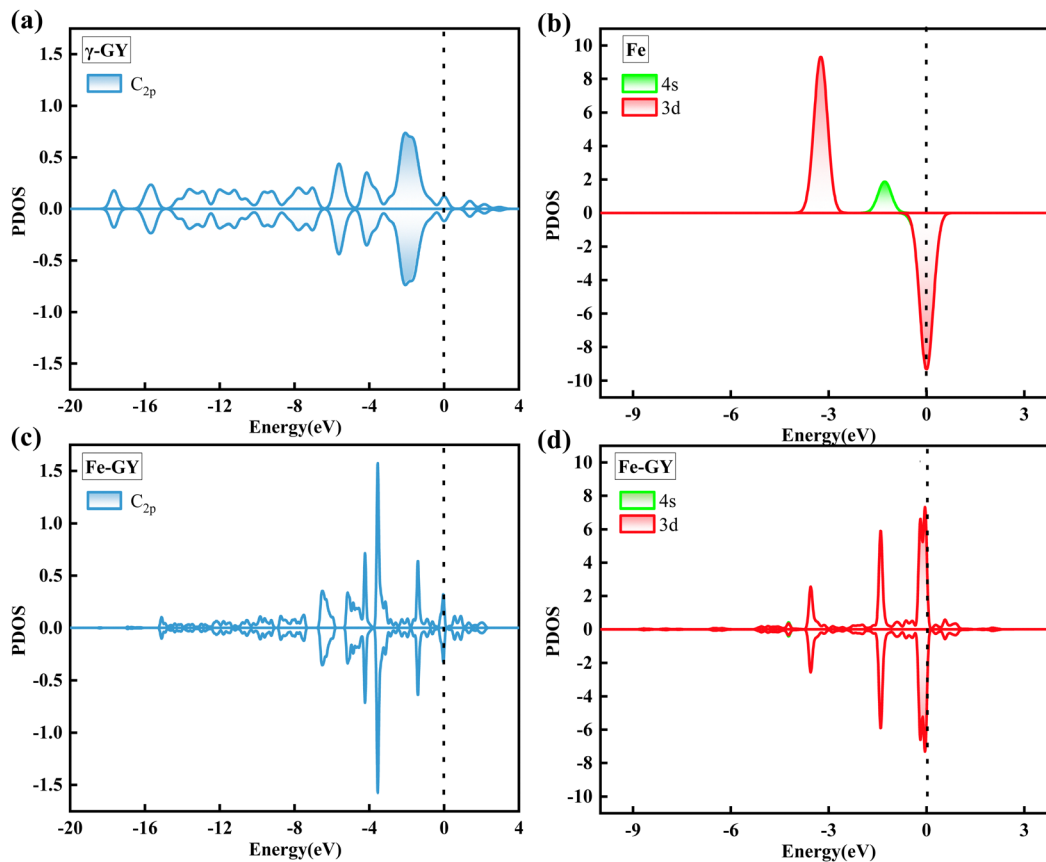 (a)
γ-GY
C2p
1.5
1.0
0.5
0.0
-0.5
-1.0
-1.5
PDOS
-20 -16 -12 -8 -4 0 4
Energy(eV)
(b)
Fe
4s
3d
10
8
6
4
2
0
-2
-4
-6
-8
-10
PDOS
-9 -6 -3 0 3
Energy(eV)
(c)
Fe-GY
C2p
1.5
1.0
0.5
0.0
-0.5
-1.0
-1.5
PDOS
-20 -16 -12 -8 -4 0 4
Energy(eV)
(d)
Fe-GY
4s
3d
10
8
6
4
2
0
-2
-4
-6
-8
-10
PDOS
-9 -6 -3 0 3
Energy(eV)